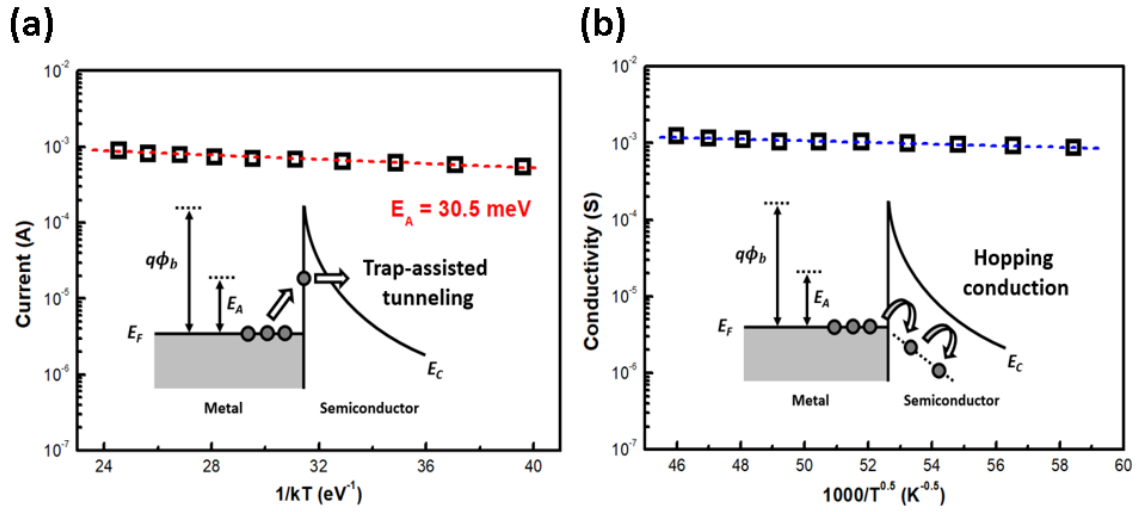 (a)
10⁻²
10⁻³
10⁻⁴
10⁻⁵
10⁻⁶
10⁻⁷
Current (A)
E_A = 30.5 meV
qϕ_b
E_A
E_F
Trap-assisted
tunneling
E_C
Metal
Semiconductor
24
28
32
36
40
1/kT (eV⁻¹)
(b)
10⁻²
10⁻³
10⁻⁴
10⁻⁵
10⁻⁶
10⁻⁷
Conductivity (S)
qϕ_b
E_A
E_F
Hopping
conduction
E_C
Metal
Semiconductor
46
48
50
52
54
56
58
60
1000/T⁰·⁵ (K⁻⁰·⁵)